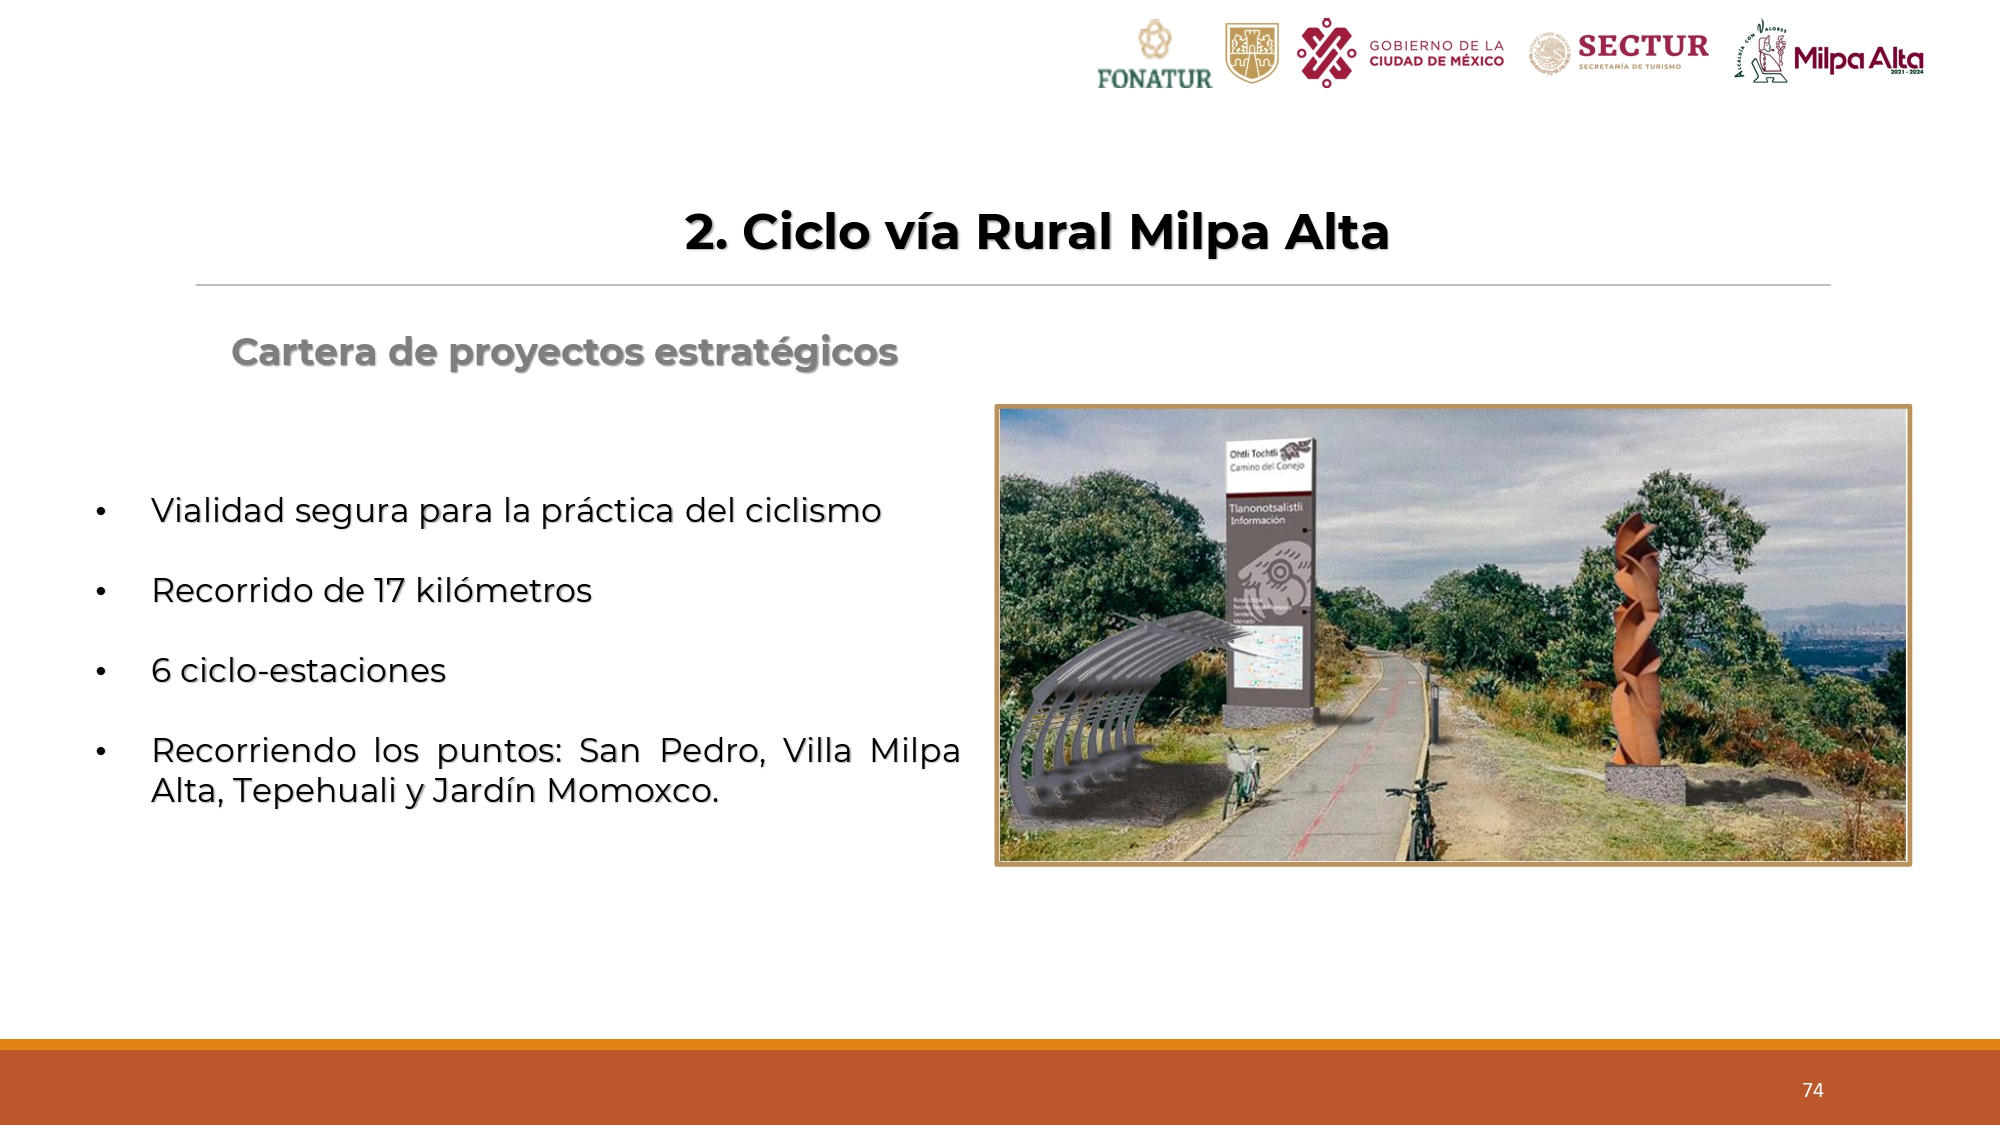 FONATUR
GOBIERNO DE LA
CIUDAD DE MÉXICO
SECTUR
SECRETARÍA DE TURISMO
ALCALDÍA CON VALORES
Milpa Alta
2021 - 2024
2. Ciclo vía Rural Milpa Alta
Cartera de proyectos estratégicos
• Vialidad segura para la práctica del ciclismo
• Recorrido de 17 kilómetros
• 6 ciclo-estaciones
• Recorriendo los puntos: San Pedro, Villa Milpa
Alta, Tepehuali y Jardín Momoxco.
Ohtli Tochtli
Camino del Conejo
Tlanonotsalistli
Información
Mercado
74